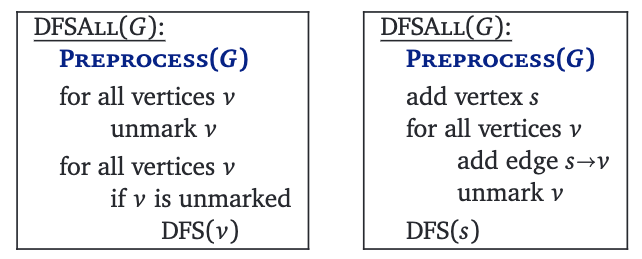 DFSAll(G):
Preprocess(G)
for all vertices v
unmark v
for all vertices v
if v is unmarked
DFS(v)
DFSAll(G):
Preprocess(G)
add vertex s
for all vertices v
add edge s→v
unmark v
DFS(s)